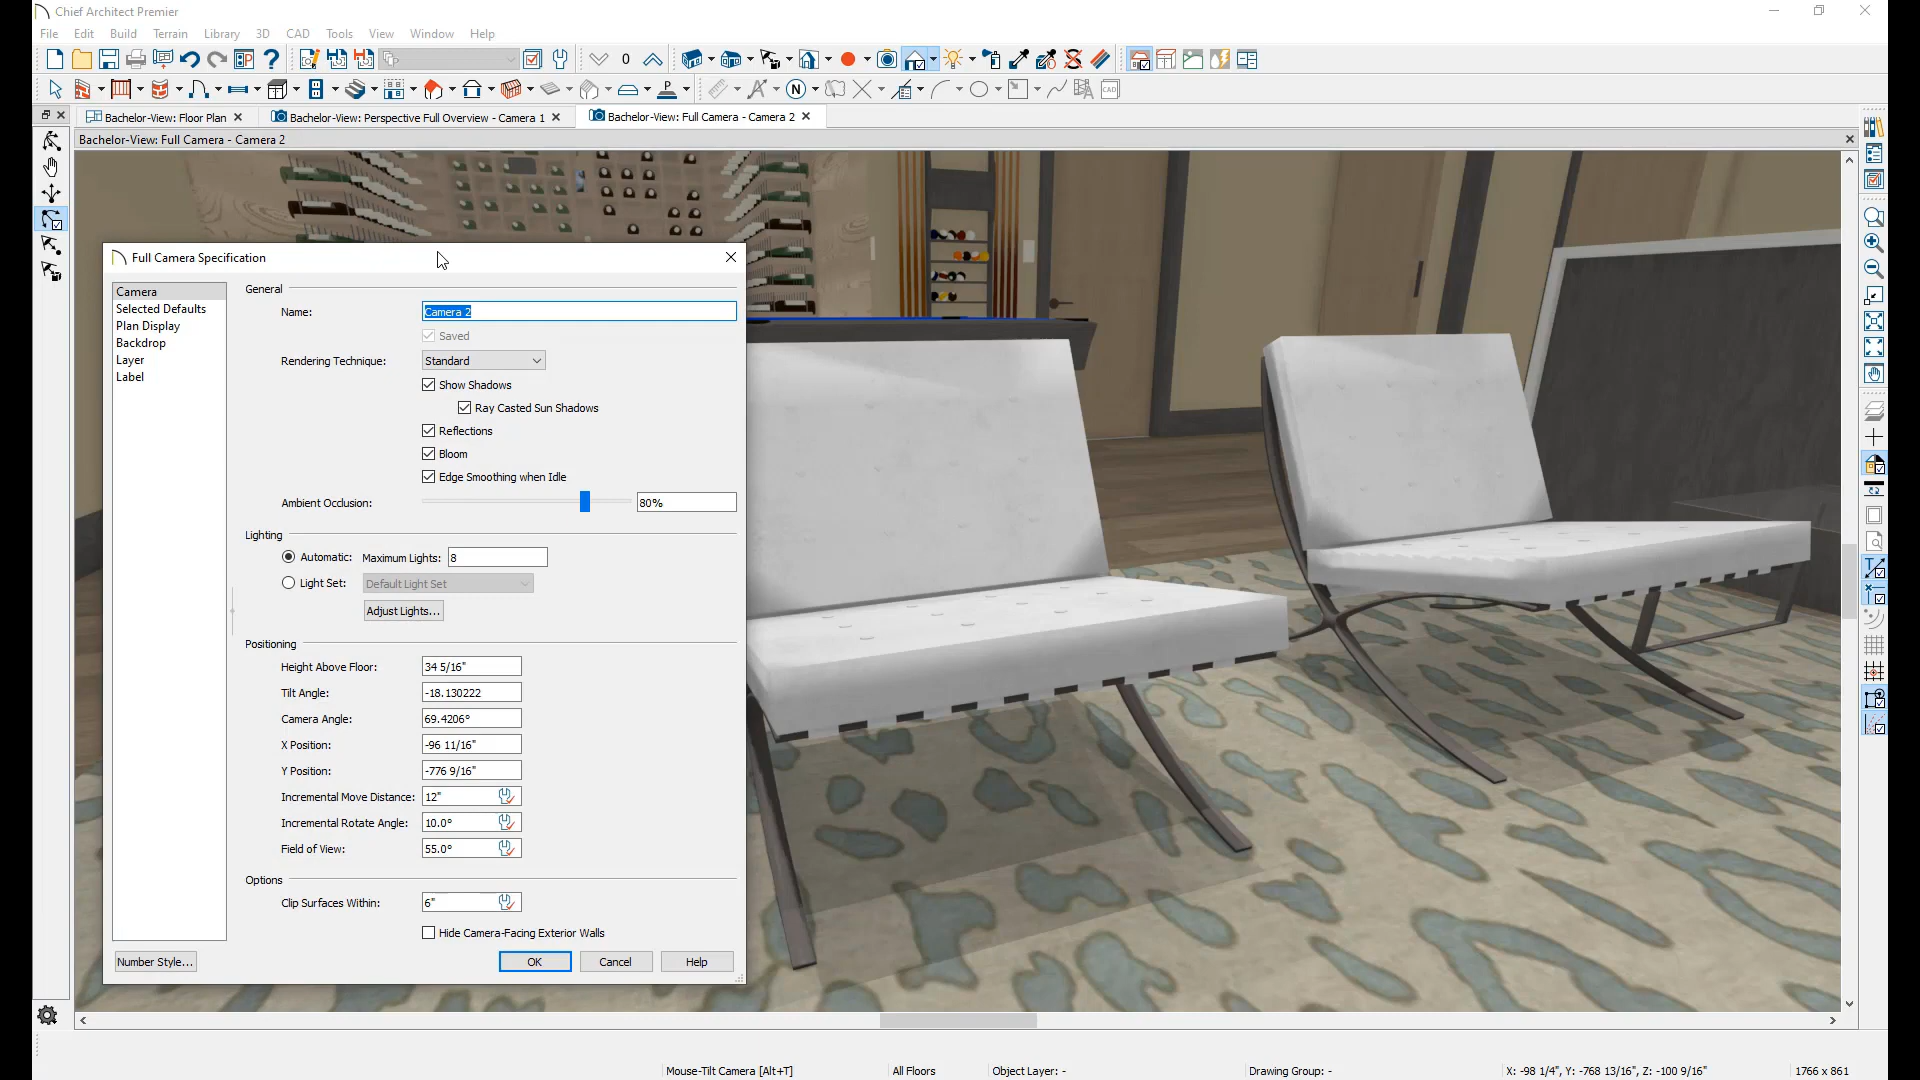 Chief Architect Premier
File Edit Build Terrain Library 3D CAD Tools View Window Help
0
Bachelor-View: Floor Plan Bachelor-View: Perspective Full Overview - Camera 1 Bachelor-View: Full Camera - Camera 2
Bachelor-View: Full Camera - Camera 2
Full Camera Specification
Camera
Selected Defaults
Plan Display
Backdrop
Layer
Label
General
Name: Camera 2
Saved
Rendering Technique: Standard
Show Shadows
Ray Casted Sun Shadows
Reflections
Bloom
Edge Smoothing when Idle
Ambient Occlusion: 80%
Lighting
Automatic: Maximum Lights: 8
Light Set: Default Light Set
Adjust Lights...
Positioning
Height Above Floor: 34 5/16"
Tilt Angle: -18.130222
Camera Angle: 69.4206°
X Position: -96 11/16"
Y Position: -776 9/16"
Incremental Move Distance: 12"
Incremental Rotate Angle: 10.0°
Field of View: 55.0°
Options
Clip Surfaces Within: 6"
Hide Camera-Facing Exterior Walls
Number Style... OK Cancel Help
Mouse-Tilt Camera [Alt+T] All Floors Object Layer: - Drawing Group: - X: -98 1/4", Y: -768 13/16", Z: -100 9/16" 1766 x 861